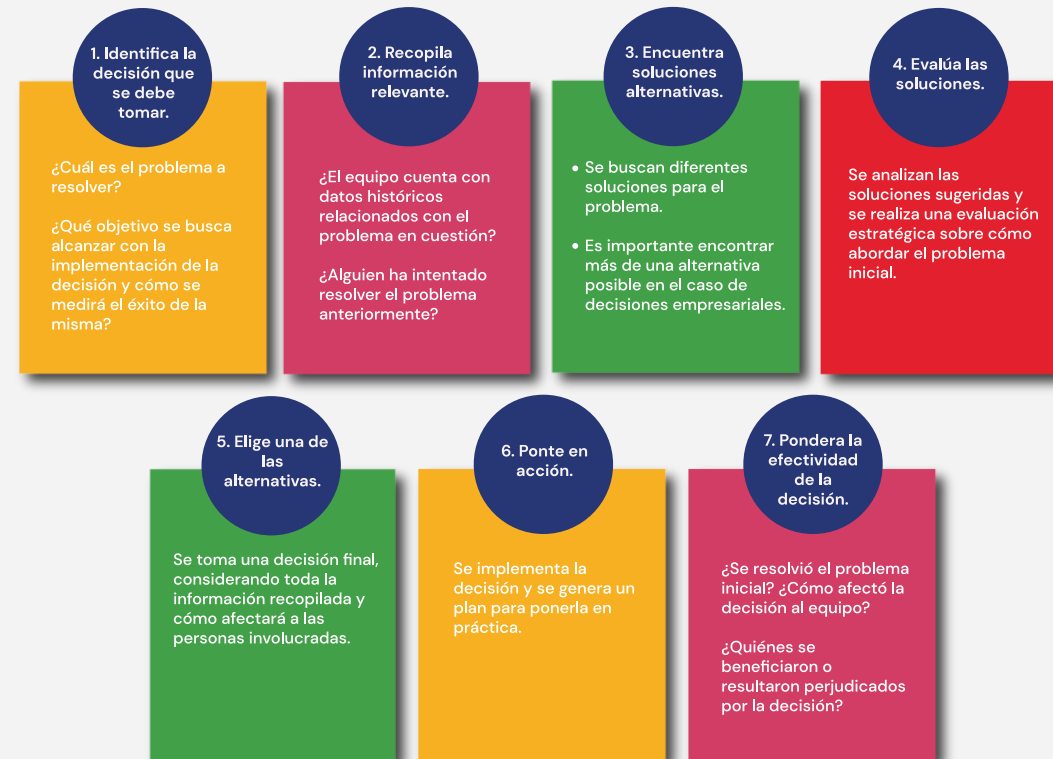 1. Identifica la
decisión que
se debe
tomar.
¿Cuál es el problema a
resolver?
¿Qué objetivo se busca
alcanzar con la
implementación de la
decisión y cómo se
medirá el éxito de la
misma?
2. Recopila
información
relevante.
¿El equipo cuenta con
datos históricos
relacionados con el
problema en cuestión?
¿Alguien ha intentado
resolver el problema
anteriormente?
3. Encuentra
soluciones
alternativas.
• Se buscan diferentes
soluciones para el
problema.
• Es importante encontrar
más de una alternativa
posible en el caso de
decisiones empresariales.
4. Evalúa las
soluciones.
Se analizan las
soluciones sugeridas y
se realiza una evaluación
estratégica sobre cómo
abordar el problema
inicial.
5. Elige una de
las
alternativas.
Se toma una decisión final,
considerando toda la
información recopilada y
cómo afectará a las
personas involucradas.
6. Ponte en
acción.
Se implementa la
decisión y se genera un
plan para ponerla en
práctica.
7. Pondera la
efectividad
de la
decisión.
¿Se resolvió el problema
inicial? ¿Cómo afectó la
decisión al equipo?
¿Quiénes se
beneficiaron o
resultaron perjudicados
por la decisión?